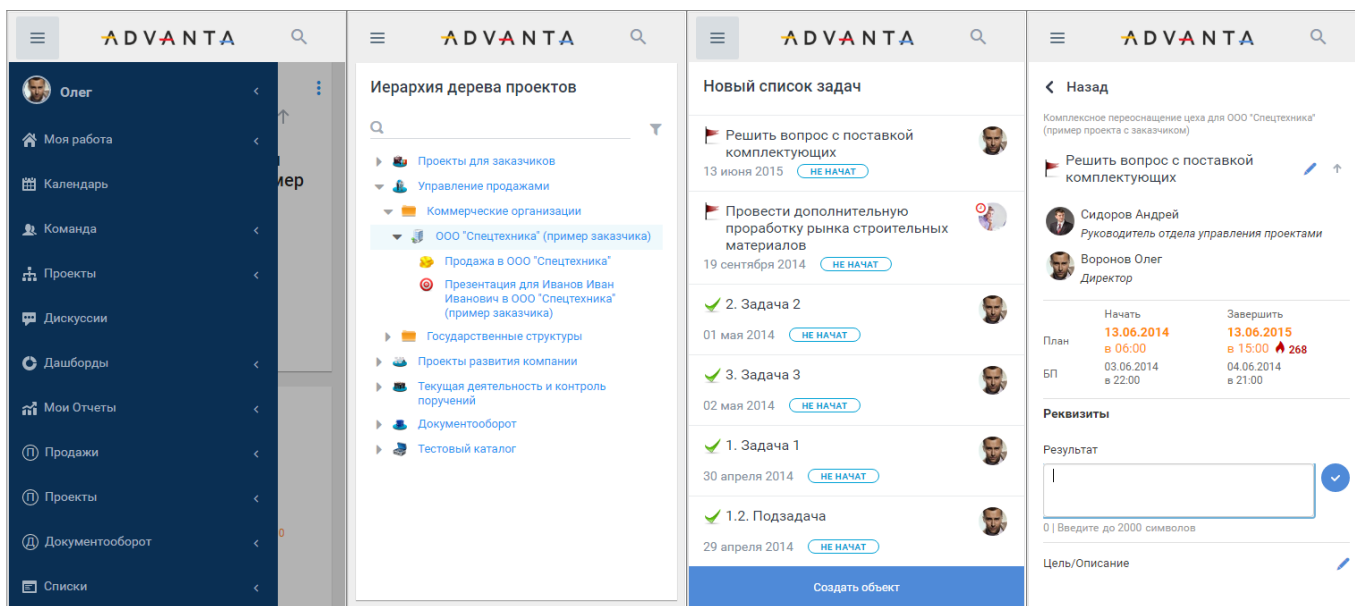 ADVANTA
Олег
Моя работа
Календарь
Команда
Проекты
Дискуссии
Дашборды
Мои Отчеты
П Продажи
П Проекты
Д Документооборот
Списки
мер
0
ADVANTA
Иерархия дерева проектов
Проекты для заказчиков
Управление продажами
Коммерческие организации
ООО "Спецтехника" (пример заказчика)
Продажа в ООО "Спецтехника"
Презентация для Иванов Иван
Иванович в ООО "Спецтехника"
(пример заказчика)
Государственные структуры
Проекты развития компании
Текущая деятельность и контроль
поручений
Документооборот
Тестовый каталог
ADVANTA
Новый список задач
Решить вопрос с поставкой
комплектующих
13 июня 2015 НЕ НАЧАТ
Провести дополнительную
проработку рынка строительных
материалов
19 сентября 2014 НЕ НАЧАТ
2. Задача 2
01 мая 2014 НЕ НАЧАТ
3. Задача 3
02 мая 2014 НЕ НАЧАТ
1. Задача 1
30 апреля 2014 НЕ НАЧАТ
1.2. Подзадача
29 апреля 2014 НЕ НАЧАТ
Создать объект
ADVANTA
Назад
Комплексное переоснащение цеха для ООО "Спецтехника"
(пример проекта с заказчиком)
Решить вопрос с поставкой
комплектующих
Сидоров Андрей
Руководитель отдела управления проектами
Воронов Олег
Директор
Начать Завершить
План 13.06.2014 13.06.2015
в 06:00 в 15:00 268
БП 03.06.2014 04.06.2014
в 22:00 в 21:00
Реквизиты
Результат
0 | Введите до 2000 символов
Цель/Описание